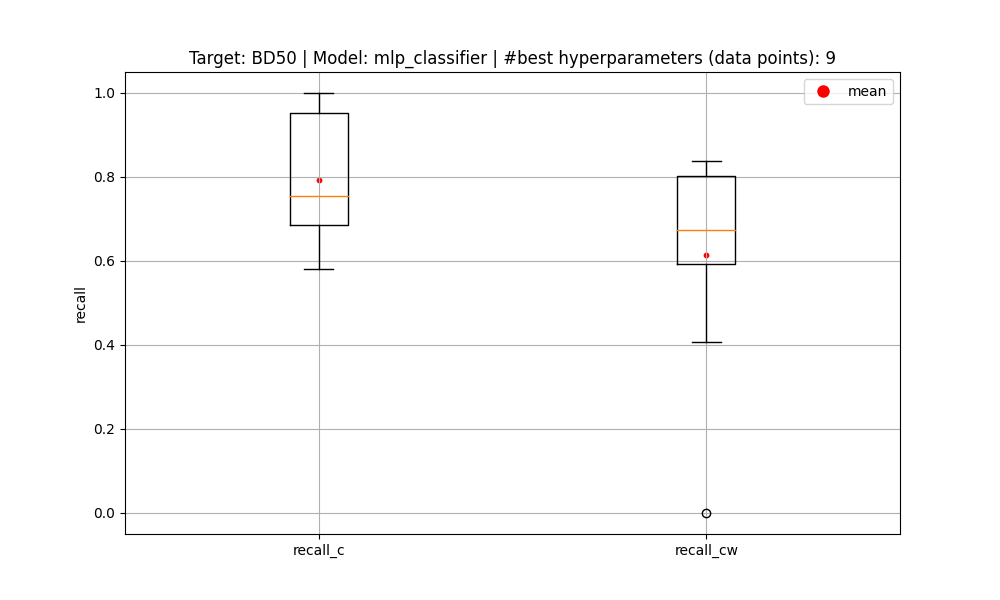 Target: BD50 | Model: mlp_classifier | #best hyperparameters (data points): 9
mean
1.0
0.8
0.6
0.4
0.2
0.0
recall
recall_c
recall_cw